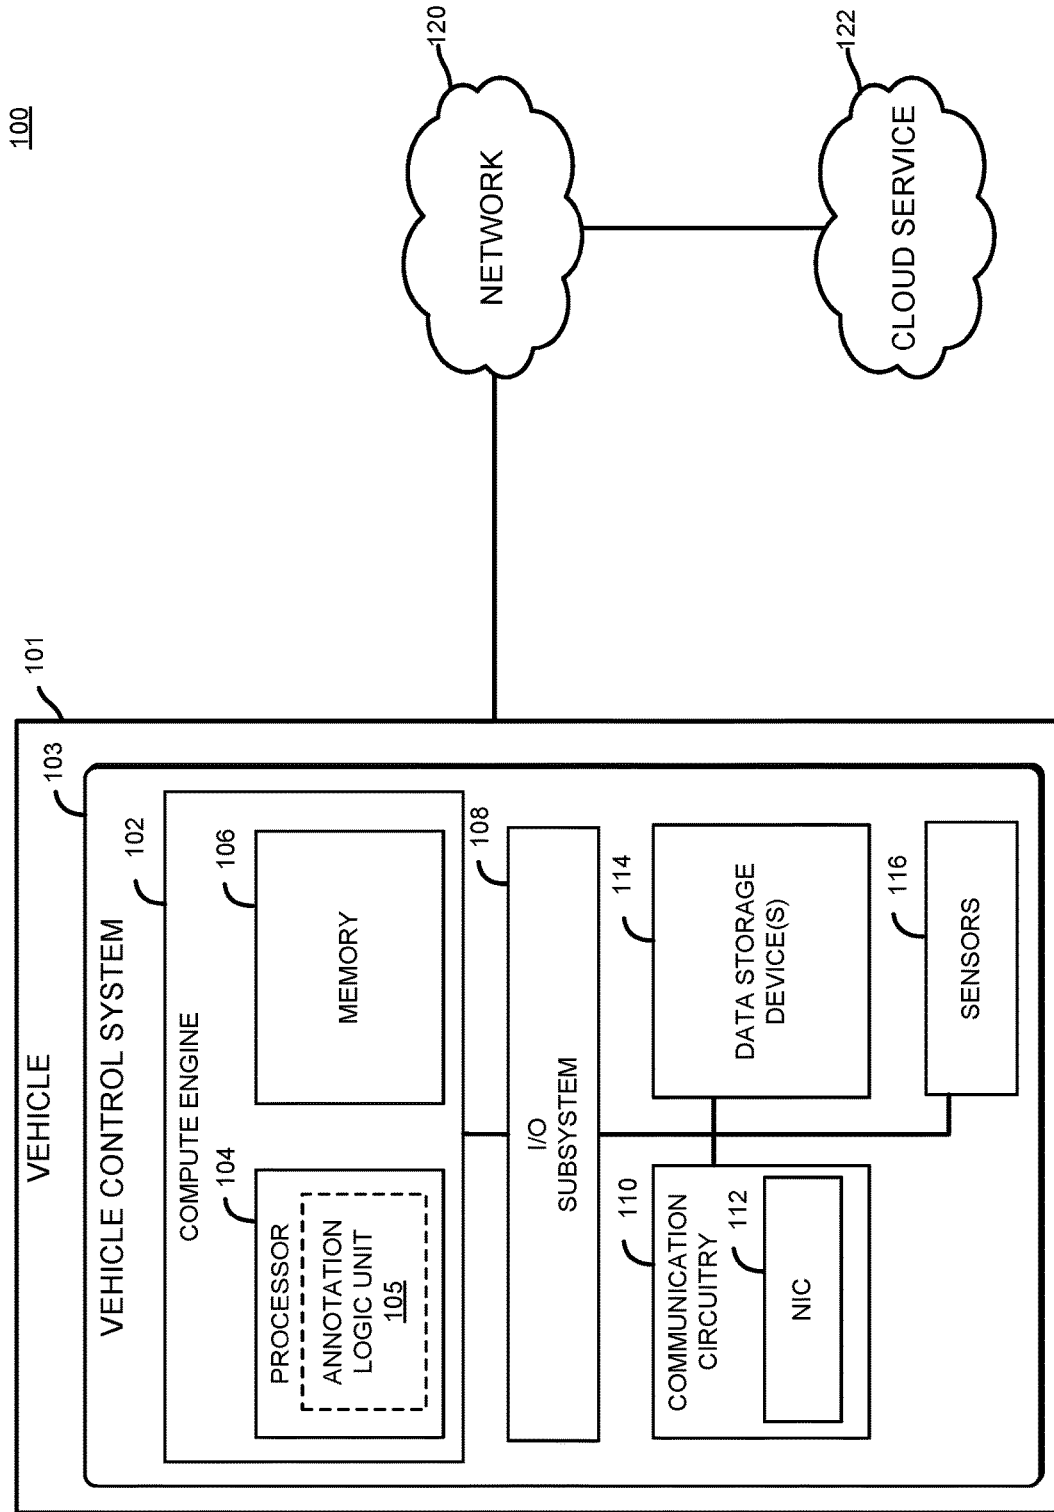 100
VEHICLE
101
VEHICLE CONTROL SYSTEM
103
COMPUTE ENGINE
102
PROCESSOR
104
ANNOTATION
LOGIC UNIT
105
MEMORY
106
I/O
SUBSYSTEM
108
COMMUNICATION
CIRCUITRY
110
NIC
112
DATA STORAGE
DEVICE(S)
114
SENSORS
116
NETWORK
120
CLOUD SERVICE
122